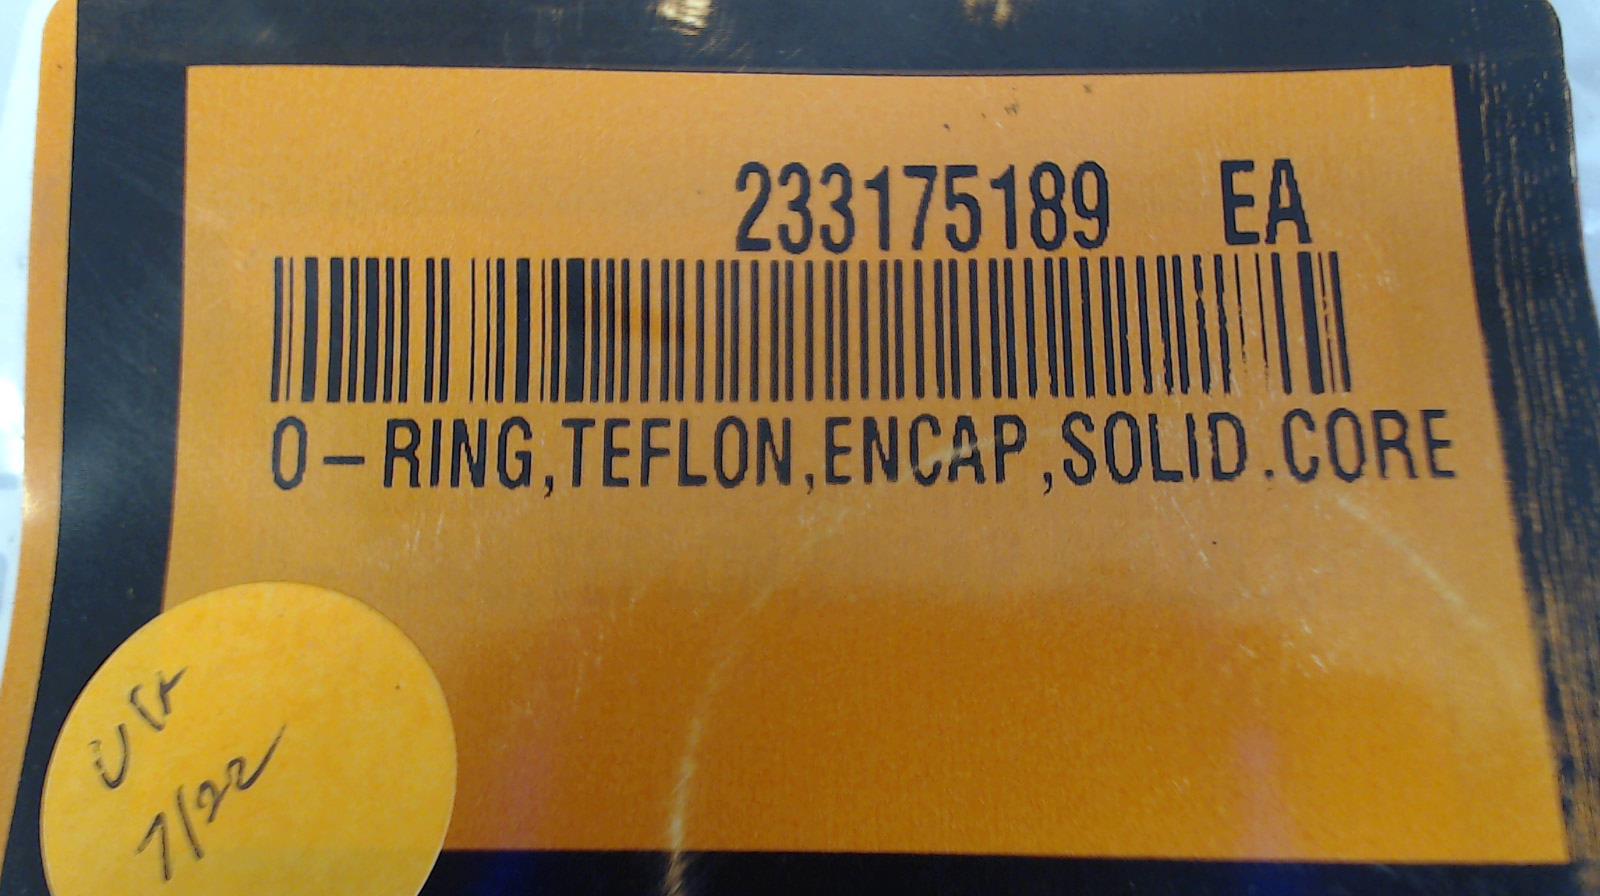 233175189 EA
O-RING,TEFLON,ENCAP,SOLID.CORE
7/22